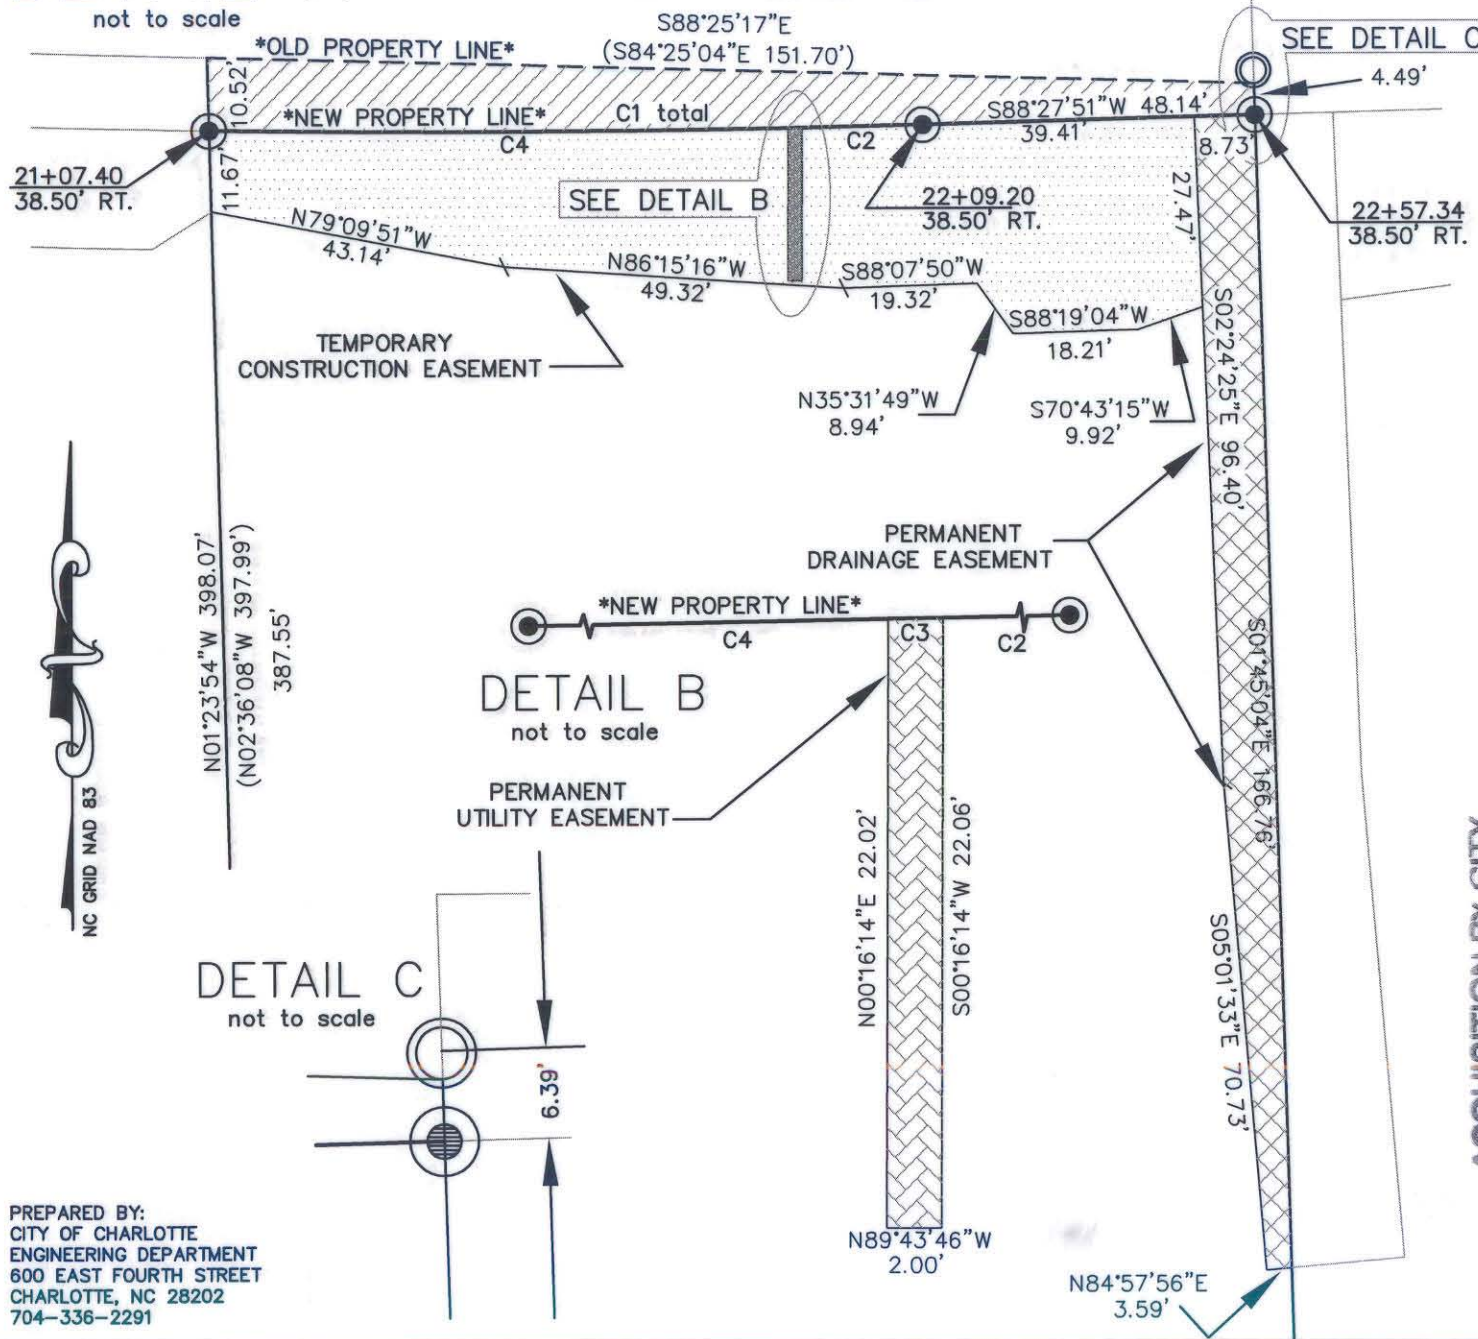 not to scale
S88°25'17"E
(S84°25'04"E 151.70')
*OLD PROPERTY LINE*
SEE DETAIL C
4.49'
10.52'
*NEW PROPERTY LINE*
C1 total
S88°27'51"W 48.14'
C4
C2
39.41'
8.73'
21+07.40
38.50' RT.
11.67'
SEE DETAIL B
22+09.20
38.50' RT.
27.47'
22+57.34
38.50' RT.
N79°09'51"W
43.14'
N86°15'16"W
49.32'
S88°07'50"W
19.32'
S88°19'04"W
18.21'
TEMPORARY
CONSTRUCTION EASEMENT
N35°31'49"W
8.94'
S70°43'15"W
9.92'
S02°24'25"E 96.40'
PERMANENT
DRAINAGE EASEMENT
N01°23'54"W 398.07'
(N02°36'08"W 397.99')
387.55'
NC GRID NAD 83
*NEW PROPERTY LINE*
C4
C3
C2
DETAIL B
not to scale
S01°45'04"E 166.76'
PERMANENT
UTILITY EASEMENT
N00°16'14"E 22.02'
S00°16'14"W 22.06'
S05°01'33"E 70.73'
DETAIL C
not to scale
6.39'
N89°43'46"W
2.00'
N84°57'56"E
3.59'
PREPARED BY:
CITY OF CHARLOTTE
ENGINEERING DEPARTMENT
600 EAST FOURTH STREET
CHARLOTTE, NC 28202
704-336-2291